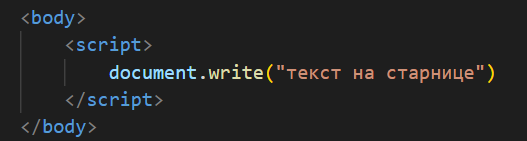 <body>
<script>
document.write("текст на старнице")
</script>
</body>